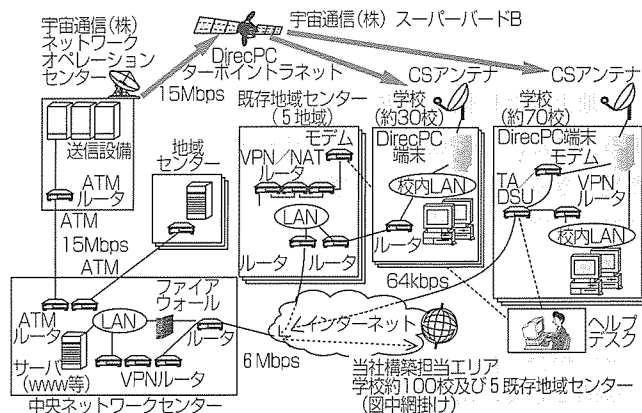 宇宙通信(株)
ネットワーク
オペレーション
センター
宇宙通信(株) スーパーバードB
DirecPC
ターボイントラネット
15Mbps
CSアンテナ
CSアンテナ
送信設備
ATM
ルータ
ATM
15Mbps
ATM
地域
センター
既存地域センター
(5地域)
モデム
VPN/NAT
ルータ
LAN
ルータ
ルータ
学校
(約30校)
DirecPC
端末
校内LAN
ルータ
64kbps
学校
(約70校)
DirecPC端末
モデム
TA
DSU
VPN
ルータ
校内LAN
ATM
ルータ
LAN
ファイア
ウォール
ルータ
サーバ
(WWW等)
VPNルータ
中央ネットワークセンター
6Mbps
インターネット
ヘルプ
デスク
当社構築担当エリア
学校約100校及び5既存地域センター
(図中網掛け)